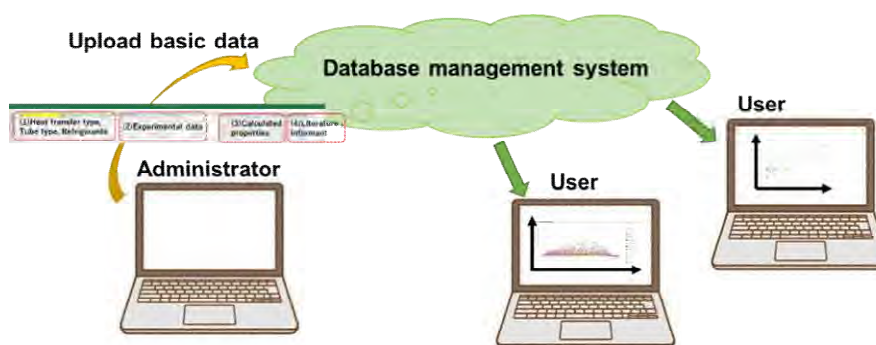 Upload basic data
Database management system
(1)Heat transfer type,
Tube type, Refrigerants
(2)Experimental data
(3)Calculated
properties
(4)Literature
informant
User
Administrator
User